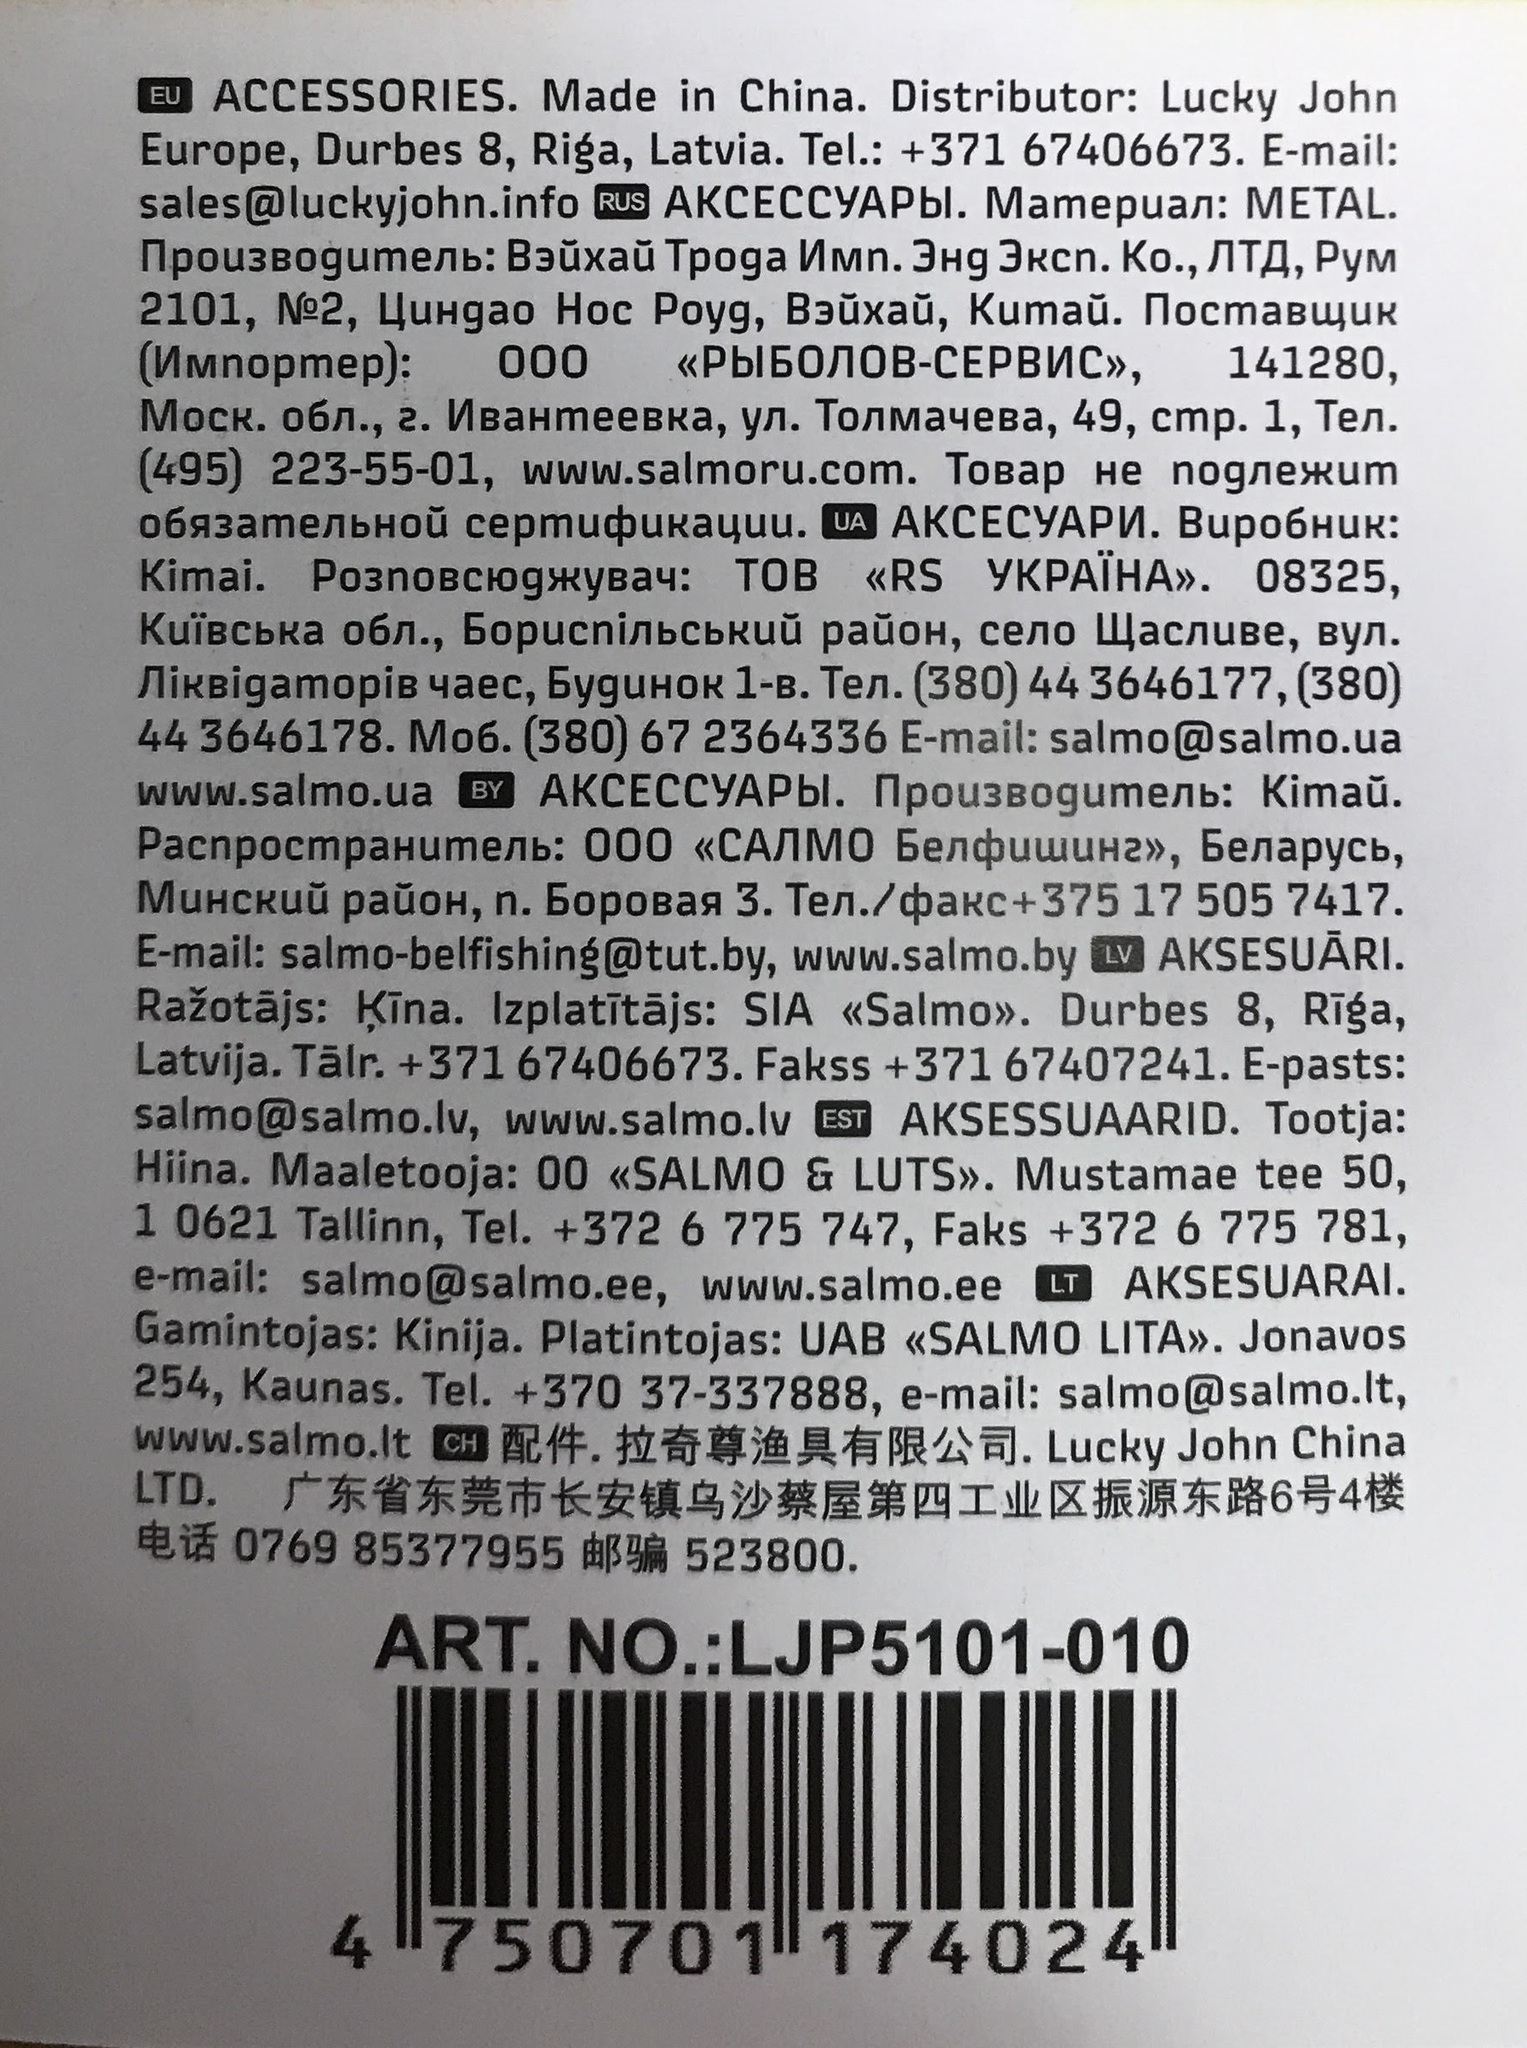 EU ACCESSORIES. Made in China. Distributor: Lucky John
Europe, Durbes 8, Riga, Latvia. Tel.: +371 67406673. E-mail:
sales@luckyjohn.info RUS АКСЕССУАРЫ. Материал: METAL.
Производитель: Вэйхай Трода Имп. Энд Эксп. Ко., ЛТД, Рум
2101, №2, Циндао Нос Роуд, Вэйхай, Китай. Поставщик
(Импортер): ООО «РЫБОЛОВ-СЕРВИС», 141280,
Моск. обл., г. Ивантеевка, ул. Толмачева, 49, стр. 1, Тел.
(495) 223-55-01, www.salmoru.com. Товар не подлежит
обязательной сертификации. UA АКСЕСУАРИ. Виробник:
Кітаі. Розповсюджувач: ТОВ «RS УКРАЇНА». 08325,
Київська обл., Бориспільський район, село Щасливе, вул.
Ліквідаторів чаес, Будинок 1-в. Тел. (380) 44 3646177, (380)
44 3646178. Моб. (380) 67 2364336 E-mail: salmo@salmo.ua
www.salmo.ua BY АКСЕССУАРЫ. Производитель: Кітай.
Распространитель: ООО «САЛМО Белфишинг», Беларусь,
Минский район, п. Боровая 3. Тел./факс+375 17 505 7417.
E-mail: salmo-belfishing@tut.by, www.salmo.by LV AKSESUĀRI.
Ražotājs: Ķīna. Izplatītājs: SIA «Salmo». Durbes 8, Rīga,
Latvija. Tālr. +371 67406673. Fakss +371 67407241. E-pasts:
salmo@salmo.lv, www.salmo.lv EST AKSESSUAARID. Tootja:
Hiina. Maaletooja: OO «SALMO & LUTS». Mustamae tee 50,
1 0621 Tallinn, Tel. +372 6 775 747, Faks +372 6 775 781,
e-mail: salmo@salmo.ee, www.salmo.ee LT AKSESUARAI.
Gamintojas: Kinija. Platintojas: UAB «SALMO LITA». Jonavos
254, Kaunas. Tel. +370 37-337888, e-mail: salmo@salmo.lt,
www.salmo.lt CH 配件. 拉奇尊渔具有限公司. Lucky John China
LTD. 广东省东莞市长安镇乌沙蔡屋第四工业区振源东路6号4楼
电话 0769 85377955 邮骗 523800.
ART. NO.:LJP5101-010
4 750701 174024